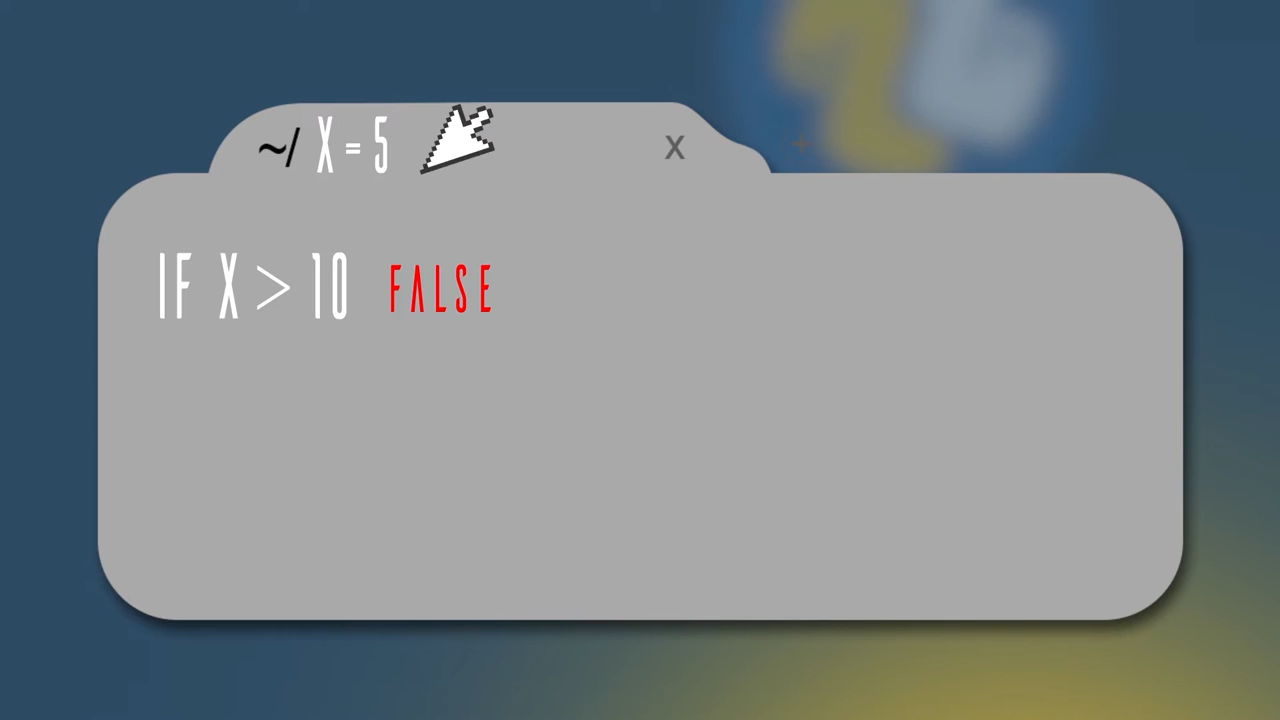 ~/ X = 5 X +
IF X > 10 FALSE